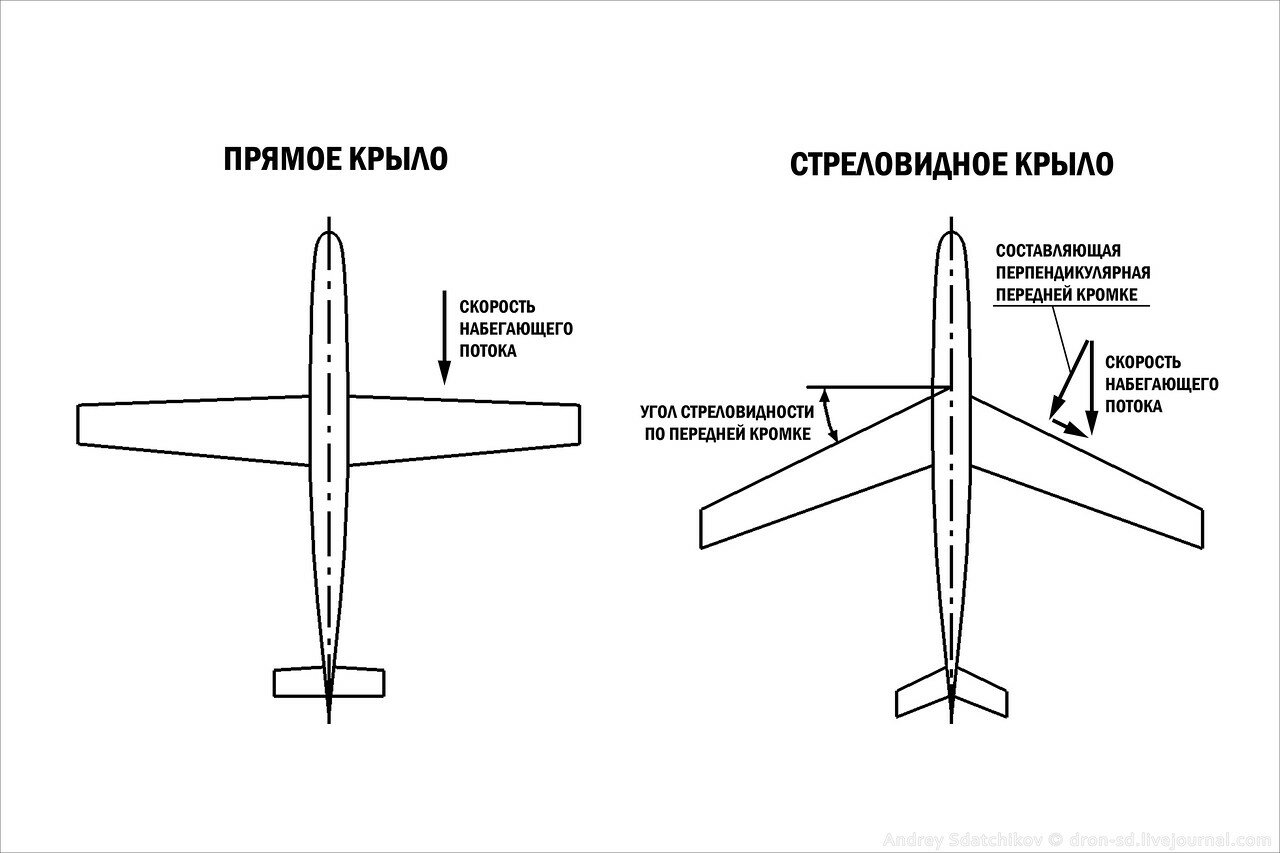 ПРЯМОЕ КРЫЛО
СКОРОСТЬ
НАБЕГАЮЩЕГО
ПОТОКА
СТРЕЛОВИДНОЕ КРЫЛО
СОСТАВЛЯЮЩАЯ
ПЕРПЕНДИКУЛЯРНАЯ
ПЕРЕДНЕЙ КРОМКЕ
СКОРОСТЬ
НАБЕГАЮЩЕГО
ПОТОКА
УГОЛ СТРЕЛОВИДНОСТИ
ПО ПЕРЕДНЕЙ КРОМКЕ
Andrey Sdatchikov © dron-sd.livejournal.com